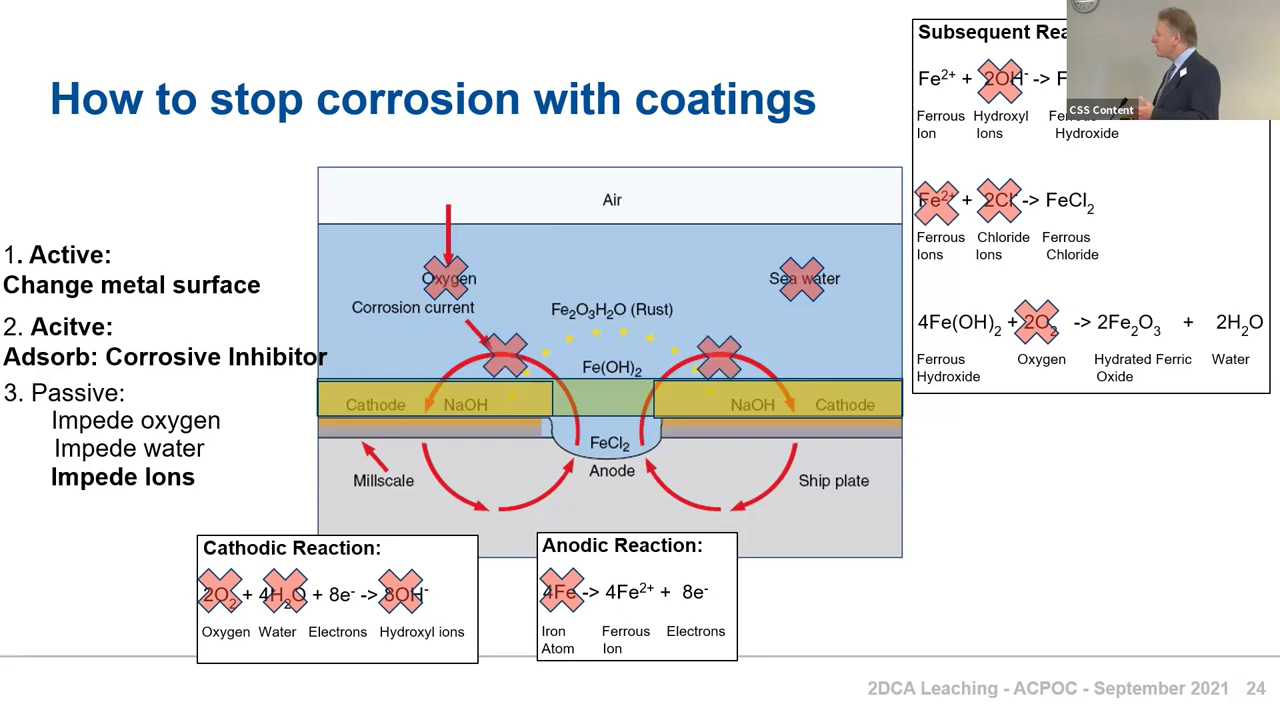 How to stop corrosion with coatings
1. Active:
Change metal surface
2. Acitve:
Adsorb: Corrosive Inhibitor
3. Passive:
Impede oxygen
Impede water
Impede Ions
Air
Oxygen
Sea water
Corrosion current
Fe2O3H2O (Rust)
Fe(OH)2
Cathode NaOH
NaOH Cathode
FeCl2
Anode
Millscale
Ship plate
Cathodic Reaction:
2O2 + 4H2O + 8e- -> 8OH-
Oxygen Water Electrons Hydroxyl ions
Anodic Reaction:
4Fe -> 4Fe2+ + 8e-
Iron Ferrous Electrons
Atom Ion
Subsequent
Fe2+ + 2OH- ->
Ferrous Hydroxyl
Ion Ions Hydroxide
Fe2+ + 2Cl- -> FeCl2
Ferrous Chloride Ferrous
Ions Ions Chloride
4Fe(OH)2 + 2O2 -> 2Fe2O3 + 2H2O
Ferrous Oxygen Hydrated Ferric Water
Hydroxide Oxide
CSS Content
2DCA Leaching - ACPOC - September 2021 24